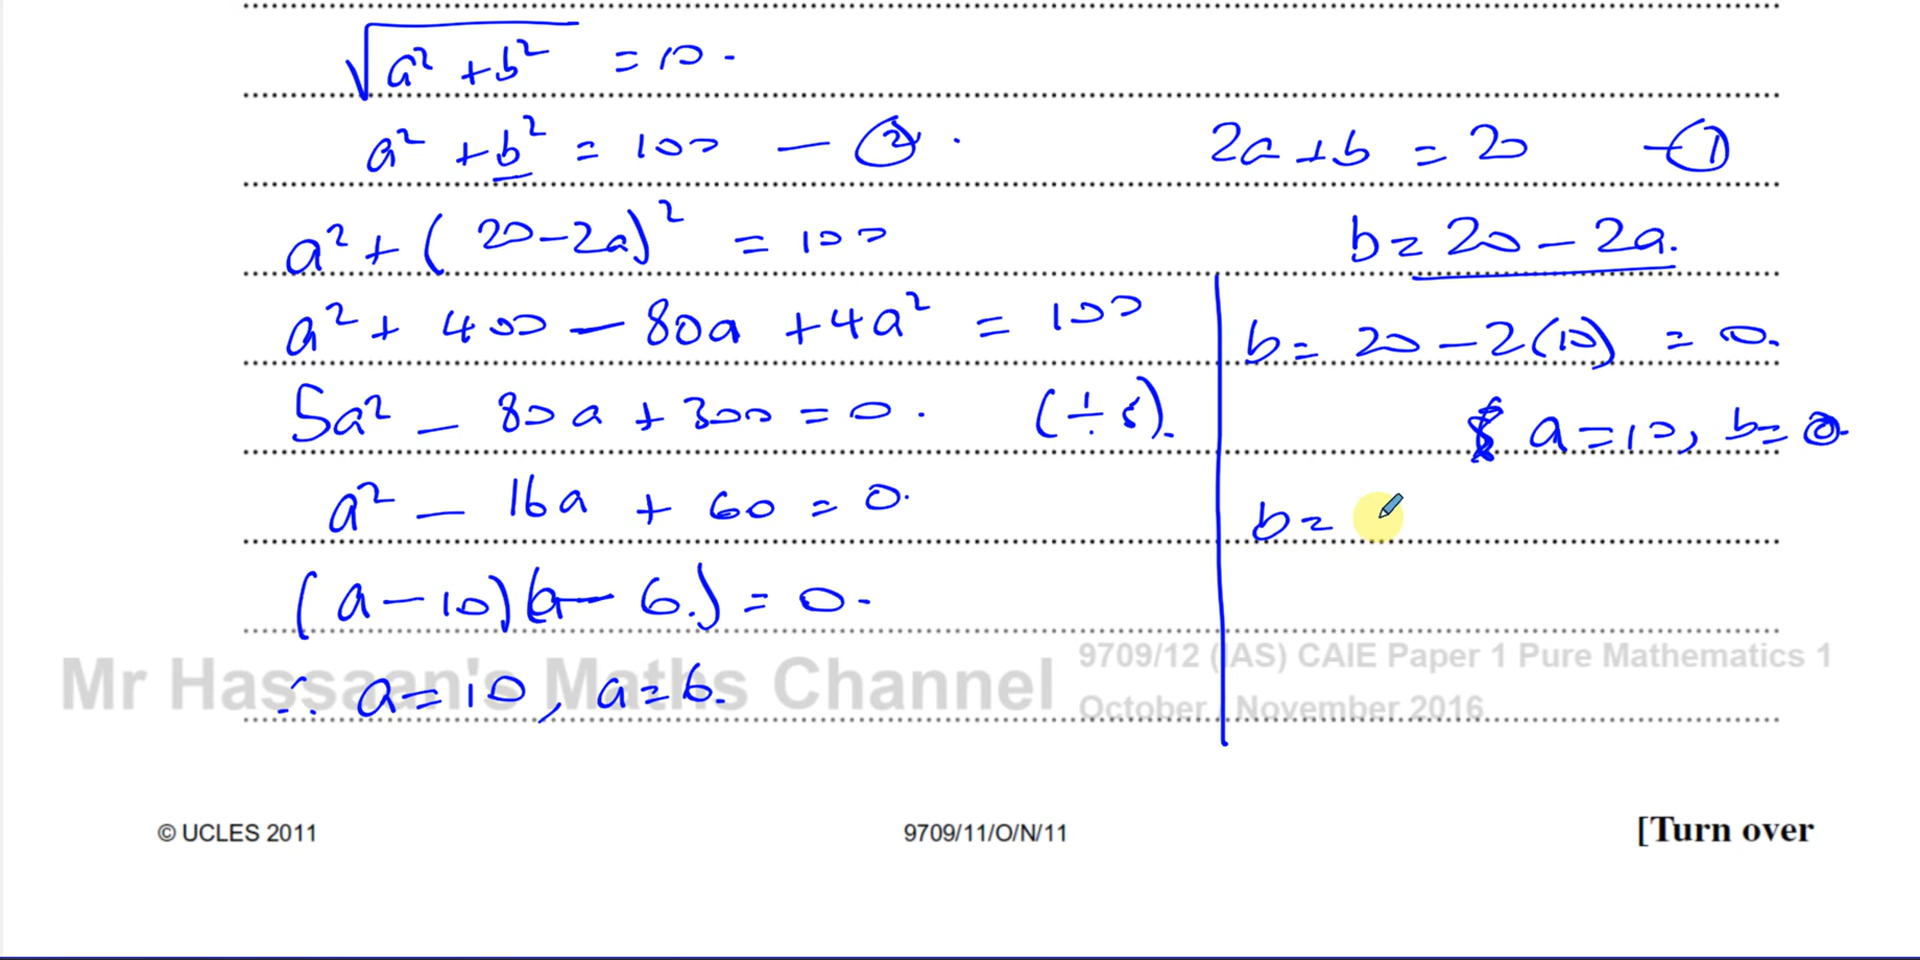 √(a² + b²) = 10.
a² + b² = 100 — ②.
2a + b = 20 — ①
a² + (20 - 2a)² = 100
b = 20 - 2a.
a² + 400 - 80a + 4a² = 100
b = 20 - 2(10) = 0.
5a² - 80a + 300 = 0. (÷5).
a = 10, b = 0.
a² - 16a + 60 = 0.
b =
(a - 10)(a - 6.) = 0.
∴ a = 10, a = 6.
Mr Hassaan's Maths Channel
9709/12 (IAS) CAIE Paper 1 Pure Mathematics 1
October / November 2016
© UCLES 2011
9709/11/O/N/11
[Turn over